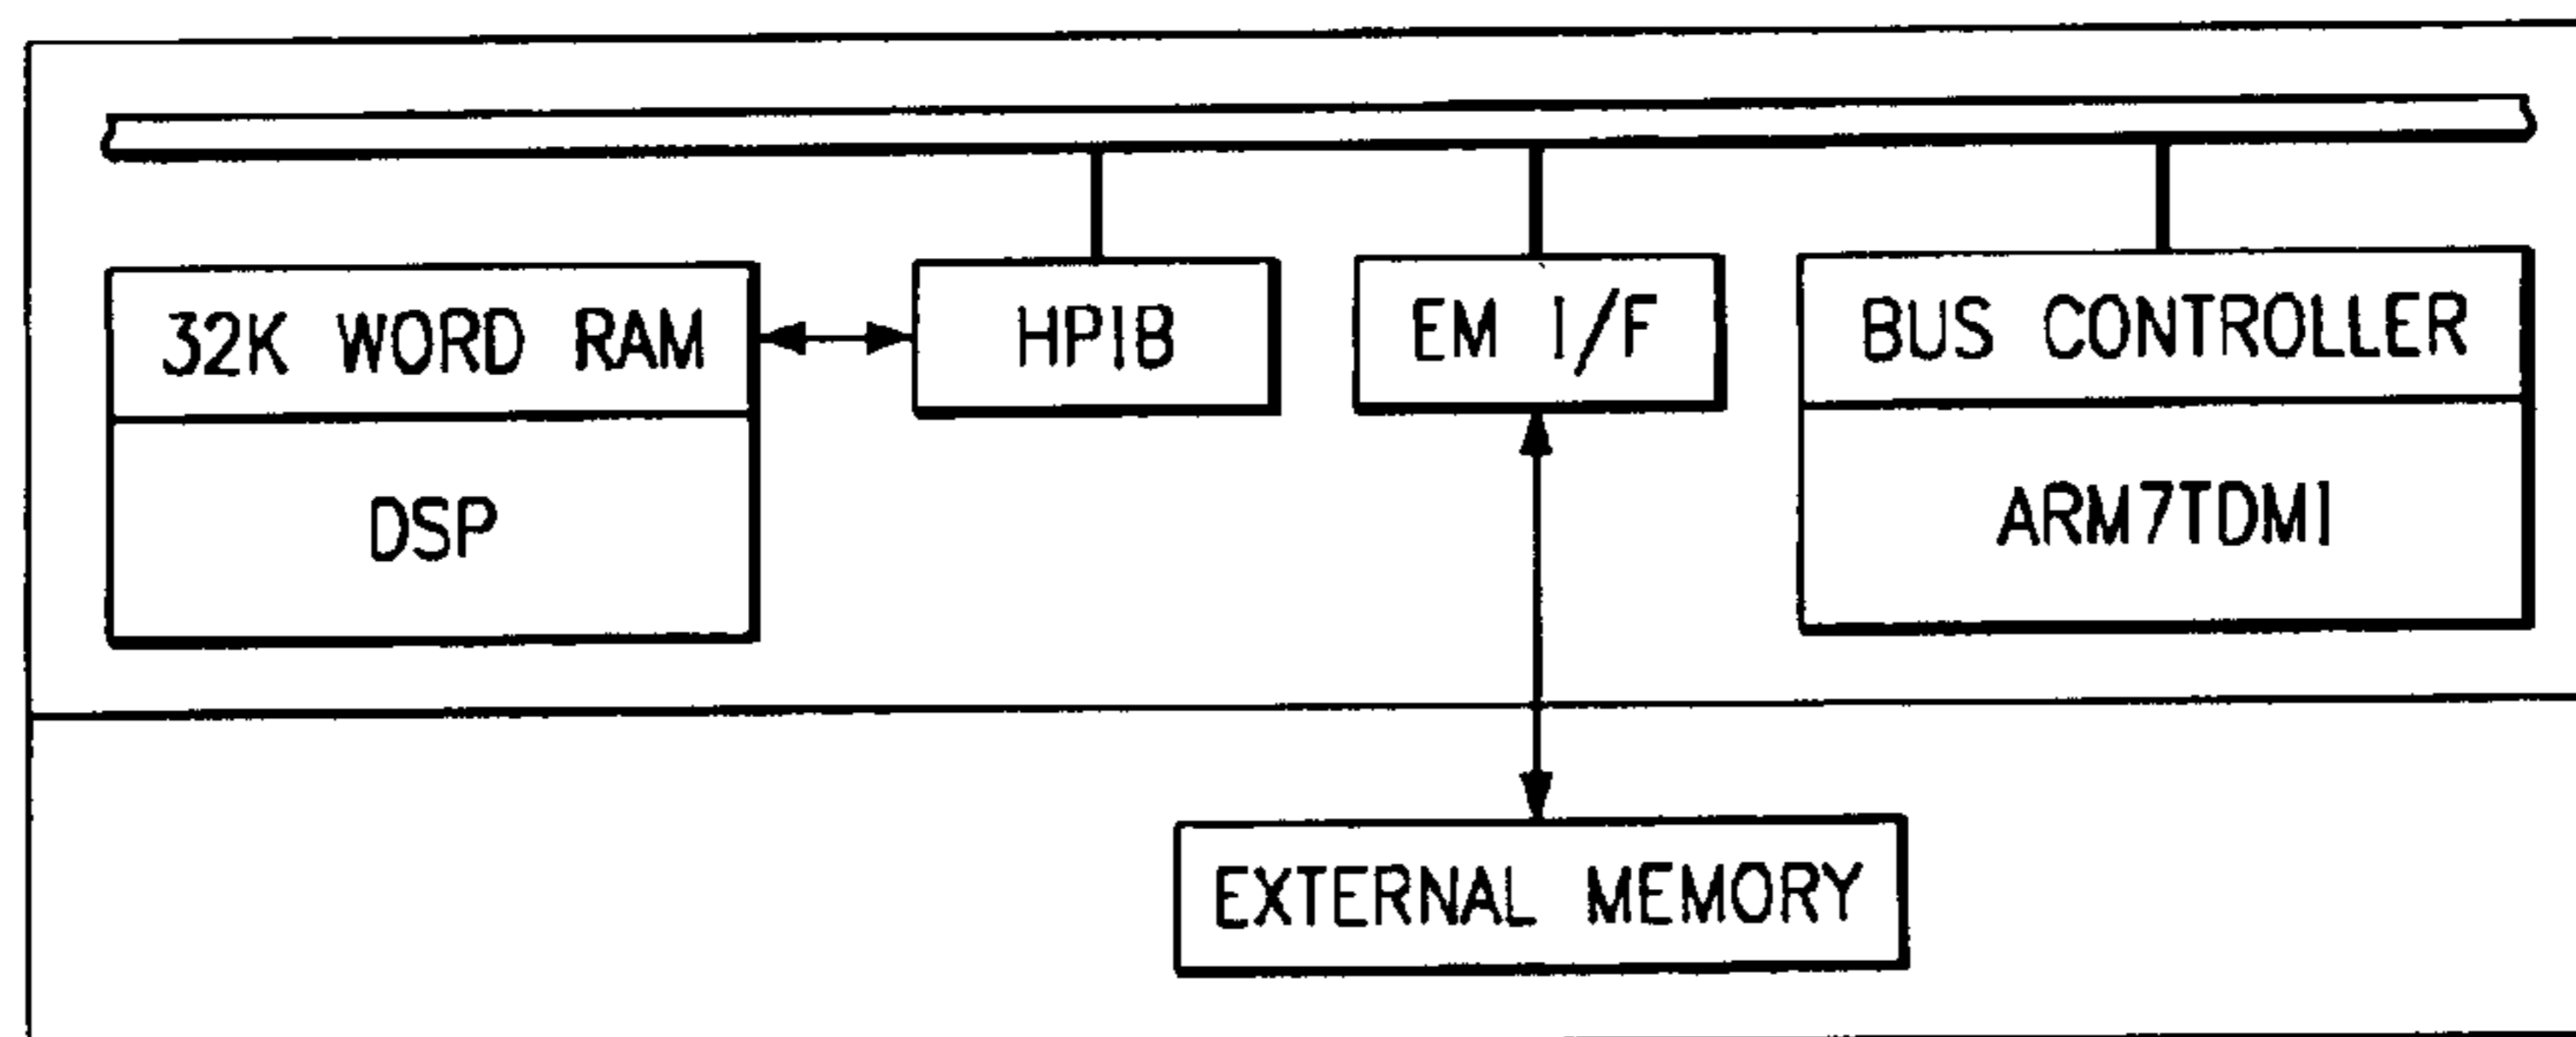 32K WORD RAM
HPIB
EM I/F
BUS CONTROLLER
DSP
ARM7TDMI
EXTERNAL MEMORY